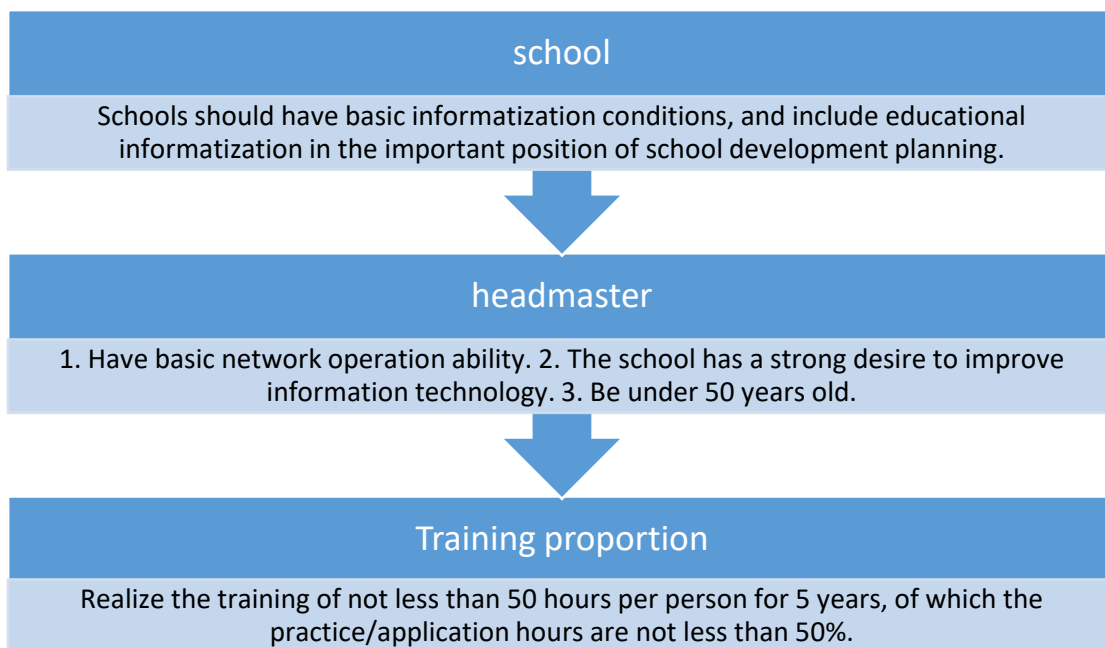 school
Schools should have basic informatization conditions, and include educational
informatization in the important position of school development planning.
headmaster
1. Have basic network operation ability. 2. The school has a strong desire to improve
information technology. 3. Be under 50 years old.
Training proportion
Realize the training of not less than 50 hours per person for 5 years, of which the
practice/application hours are not less than 50%.